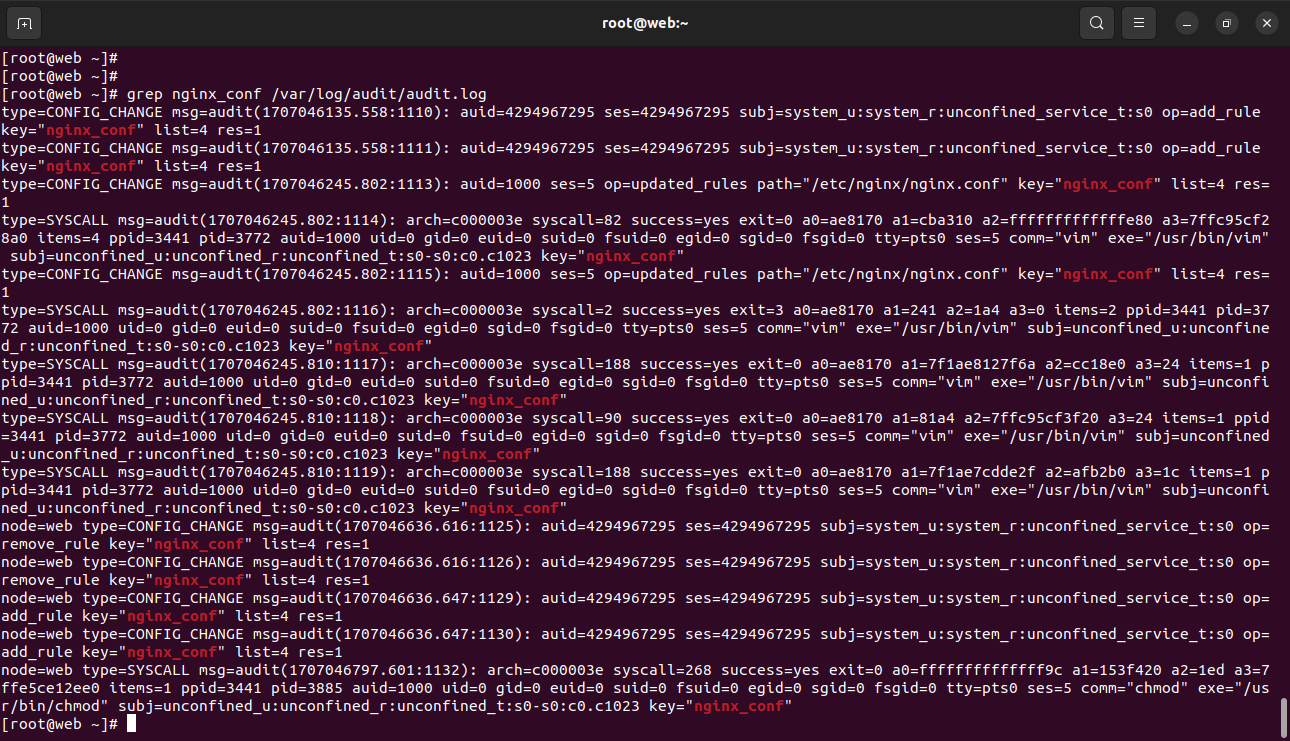 root@web:~
[root@web ~]#
[root@web ~]#
[root@web ~]# grep nginx_conf /var/log/audit/audit.log
type=CONFIG_CHANGE msg=audit(1707046135.558:1110): auid=4294967295 ses=4294967295 subj=system_u:system_r:unconfined_service_t:s0 op=add_rule
key="nginx_conf" list=4 res=1
type=CONFIG_CHANGE msg=audit(1707046135.558:1111): auid=4294967295 ses=4294967295 subj=system_u:system_r:unconfined_service_t:s0 op=add_rule
key="nginx_conf" list=4 res=1
type=CONFIG_CHANGE msg=audit(1707046245.802:1113): auid=1000 ses=5 op=updated_rules path="/etc/nginx/nginx.conf" key="nginx_conf" list=4 res=
1
type=SYSCALL msg=audit(1707046245.802:1114): arch=c000003e syscall=82 success=yes exit=0 a0=ae8170 a1=cba310 a2=fffffffffffffe80 a3=7ffc95cf2
8a0 items=4 ppid=3441 pid=3772 auid=1000 uid=0 gid=0 euid=0 suid=0 fsuid=0 egid=0 sgid=0 fsgid=0 tty=pts0 ses=5 comm="vim" exe="/usr/bin/vim"
 subj=unconfined_u:unconfined_r:unconfined_t:s0-s0:c0.c1023 key="nginx_conf"
type=CONFIG_CHANGE msg=audit(1707046245.802:1115): auid=1000 ses=5 op=updated_rules path="/etc/nginx/nginx.conf" key="nginx_conf" list=4 res=
1
type=SYSCALL msg=audit(1707046245.802:1116): arch=c000003e syscall=2 success=yes exit=3 a0=ae8170 a1=241 a2=1a4 a3=0 items=2 ppid=3441 pid=37
72 auid=1000 uid=0 gid=0 euid=0 suid=0 fsuid=0 egid=0 sgid=0 fsgid=0 tty=pts0 ses=5 comm="vim" exe="/usr/bin/vim" subj=unconfined_u:unconfine
d_r:unconfined_t:s0-s0:c0.c1023 key="nginx_conf"
type=SYSCALL msg=audit(1707046245.810:1117): arch=c000003e syscall=188 success=yes exit=0 a0=ae8170 a1=7f1ae8127f6a a2=cc18e0 a3=24 items=1 p
pid=3441 pid=3772 auid=1000 uid=0 gid=0 euid=0 suid=0 fsuid=0 egid=0 sgid=0 fsgid=0 tty=pts0 ses=5 comm="vim" exe="/usr/bin/vim" subj=unconfi
ned_u:unconfined_r:unconfined_t:s0-s0:c0.c1023 key="nginx_conf"
type=SYSCALL msg=audit(1707046245.810:1118): arch=c000003e syscall=90 success=yes exit=0 a0=ae8170 a1=81a4 a2=7ffc95cf3f20 a3=24 items=1 ppid
=3441 pid=3772 auid=1000 uid=0 gid=0 euid=0 suid=0 fsuid=0 egid=0 sgid=0 fsgid=0 tty=pts0 ses=5 comm="vim" exe="/usr/bin/vim" subj=unconfined
_u:unconfined_r:unconfined_t:s0-s0:c0.c1023 key="nginx_conf"
type=SYSCALL msg=audit(1707046245.810:1119): arch=c000003e syscall=188 success=yes exit=0 a0=ae8170 a1=7f1ae7cdde2f a2=afb2b0 a3=1c items=1 p
pid=3441 pid=3772 auid=1000 uid=0 gid=0 euid=0 suid=0 fsuid=0 egid=0 sgid=0 fsgid=0 tty=pts0 ses=5 comm="vim" exe="/usr/bin/vim" subj=unconfi
ned_u:unconfined_r:unconfined_t:s0-s0:c0.c1023 key="nginx_conf"
node=web type=CONFIG_CHANGE msg=audit(1707046636.616:1125): auid=4294967295 ses=4294967295 subj=system_u:system_r:unconfined_service_t:s0 op=
remove_rule key="nginx_conf" list=4 res=1
node=web type=CONFIG_CHANGE msg=audit(1707046636.616:1126): auid=4294967295 ses=4294967295 subj=system_u:system_r:unconfined_service_t:s0 op=
remove_rule key="nginx_conf" list=4 res=1
node=web type=CONFIG_CHANGE msg=audit(1707046636.647:1129): auid=4294967295 ses=4294967295 subj=system_u:system_r:unconfined_service_t:s0 op=
add_rule key="nginx_conf" list=4 res=1
node=web type=CONFIG_CHANGE msg=audit(1707046636.647:1130): auid=4294967295 ses=4294967295 subj=system_u:system_r:unconfined_service_t:s0 op=
add_rule key="nginx_conf" list=4 res=1
node=web type=SYSCALL msg=audit(1707046797.601:1132): arch=c000003e syscall=268 success=yes exit=0 a0=ffffffffffffff9c a1=153f420 a2=1ed a3=7
ffe5ce12ee0 items=1 ppid=3441 pid=3885 auid=1000 uid=0 gid=0 euid=0 suid=0 fsuid=0 egid=0 sgid=0 fsgid=0 tty=pts0 ses=5 comm="chmod" exe="/us
r/bin/chmod" subj=unconfined_u:unconfined_r:unconfined_t:s0-s0:c0.c1023 key="nginx_conf"
[root@web ~]#